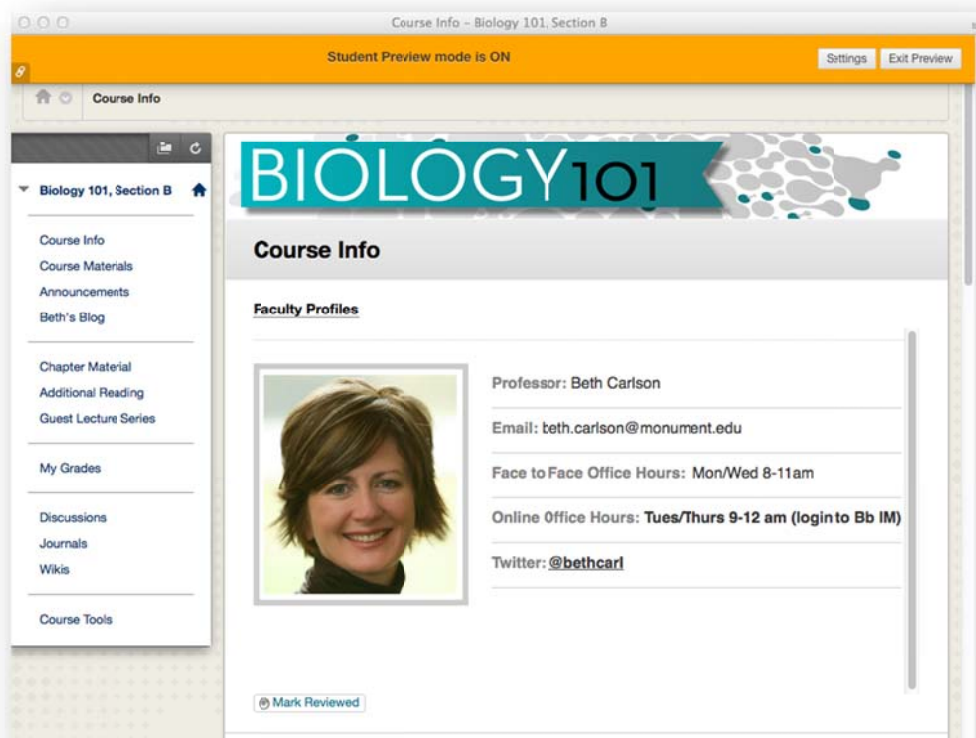 Course Info - Biology 101, Section B
Student Preview mode is ON
Settings
Exit Preview
Course Info
Biology 101, Section B
Course Info
Course Materials
Announcements
Beth's Blog
Chapter Material
Additional Reading
Guest Lecture Series
My Grades
Discussions
Journals
Wikis
Course Tools
BIOLOGY101
Course Info
Faculty Profiles
Professor: Beth Carlson
Email: beth.carlson@monument.edu
Face to Face Office Hours: Mon/Wed 8-11am
Online Office Hours: Tues/Thurs 9-12 am (login to Bb IM)
Twitter: @bethcarl
Mark Reviewed